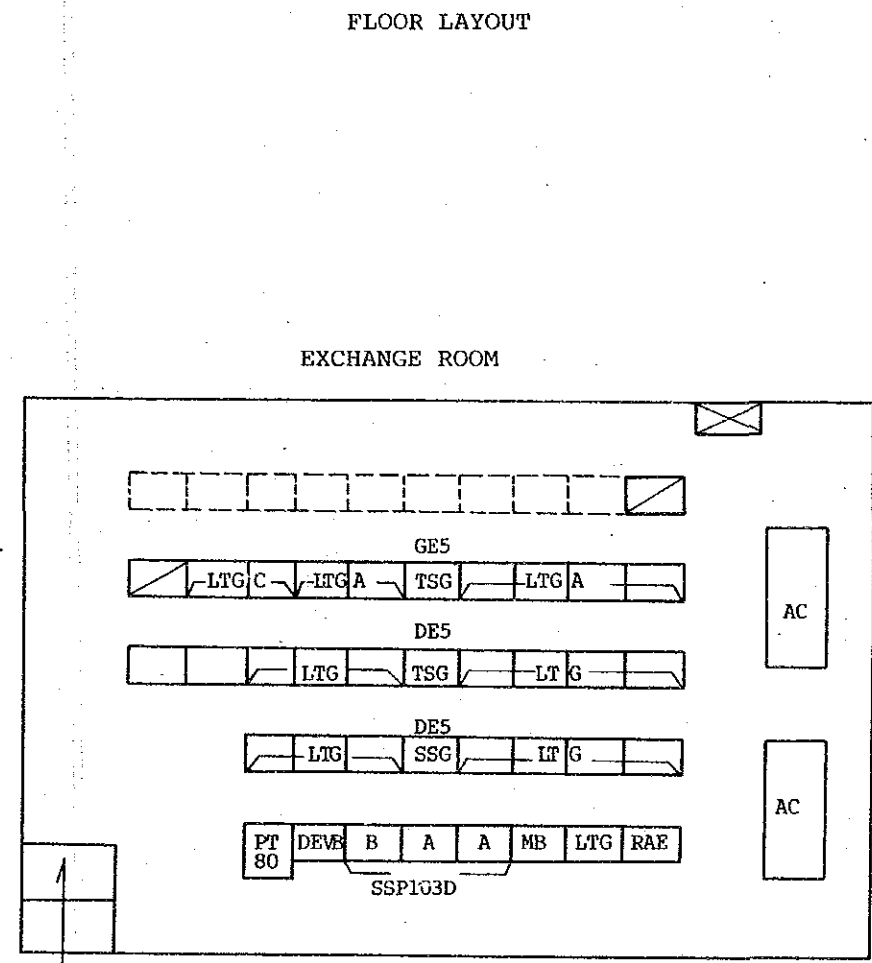 FLOOR LAYOUT
EXCHANGE ROOM
GE5
LTG C LTG A TSG LTG A
AC
DE5
LTG TSG LT G
DE5
LTG SSG LT G
AC
PT 80 DEVB B A A MB LTG RAE
SSP103D